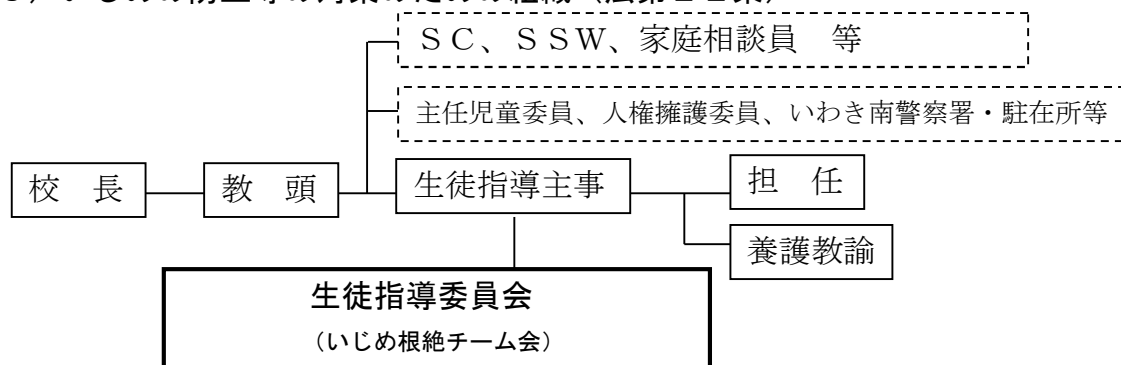 ＳＣ、ＳＳＷ、家庭相談員　等
主任児童委員、人権擁護委員、いわき南警察署・駐在所等
校　長
教　頭
生徒指導主事
担　任
養護教諭
生徒指導委員会
（いじめ根絶チーム会）